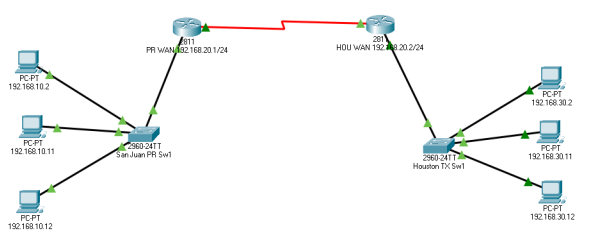 2811
PR WAN 192.168.20.1/24
2811
HOU WAN 192.168.20.2/24
PC-PT
192.168.10.2
PC-PT
192.168.10.11
PC-PT
192.168.10.12
2960-24TT
San Juan PR Sw1
2960-24TT
Houston TX Sw1
PC-PT
192.168.30.2
PC-PT
192.168.30.11
PC-PT
192.168.30.12